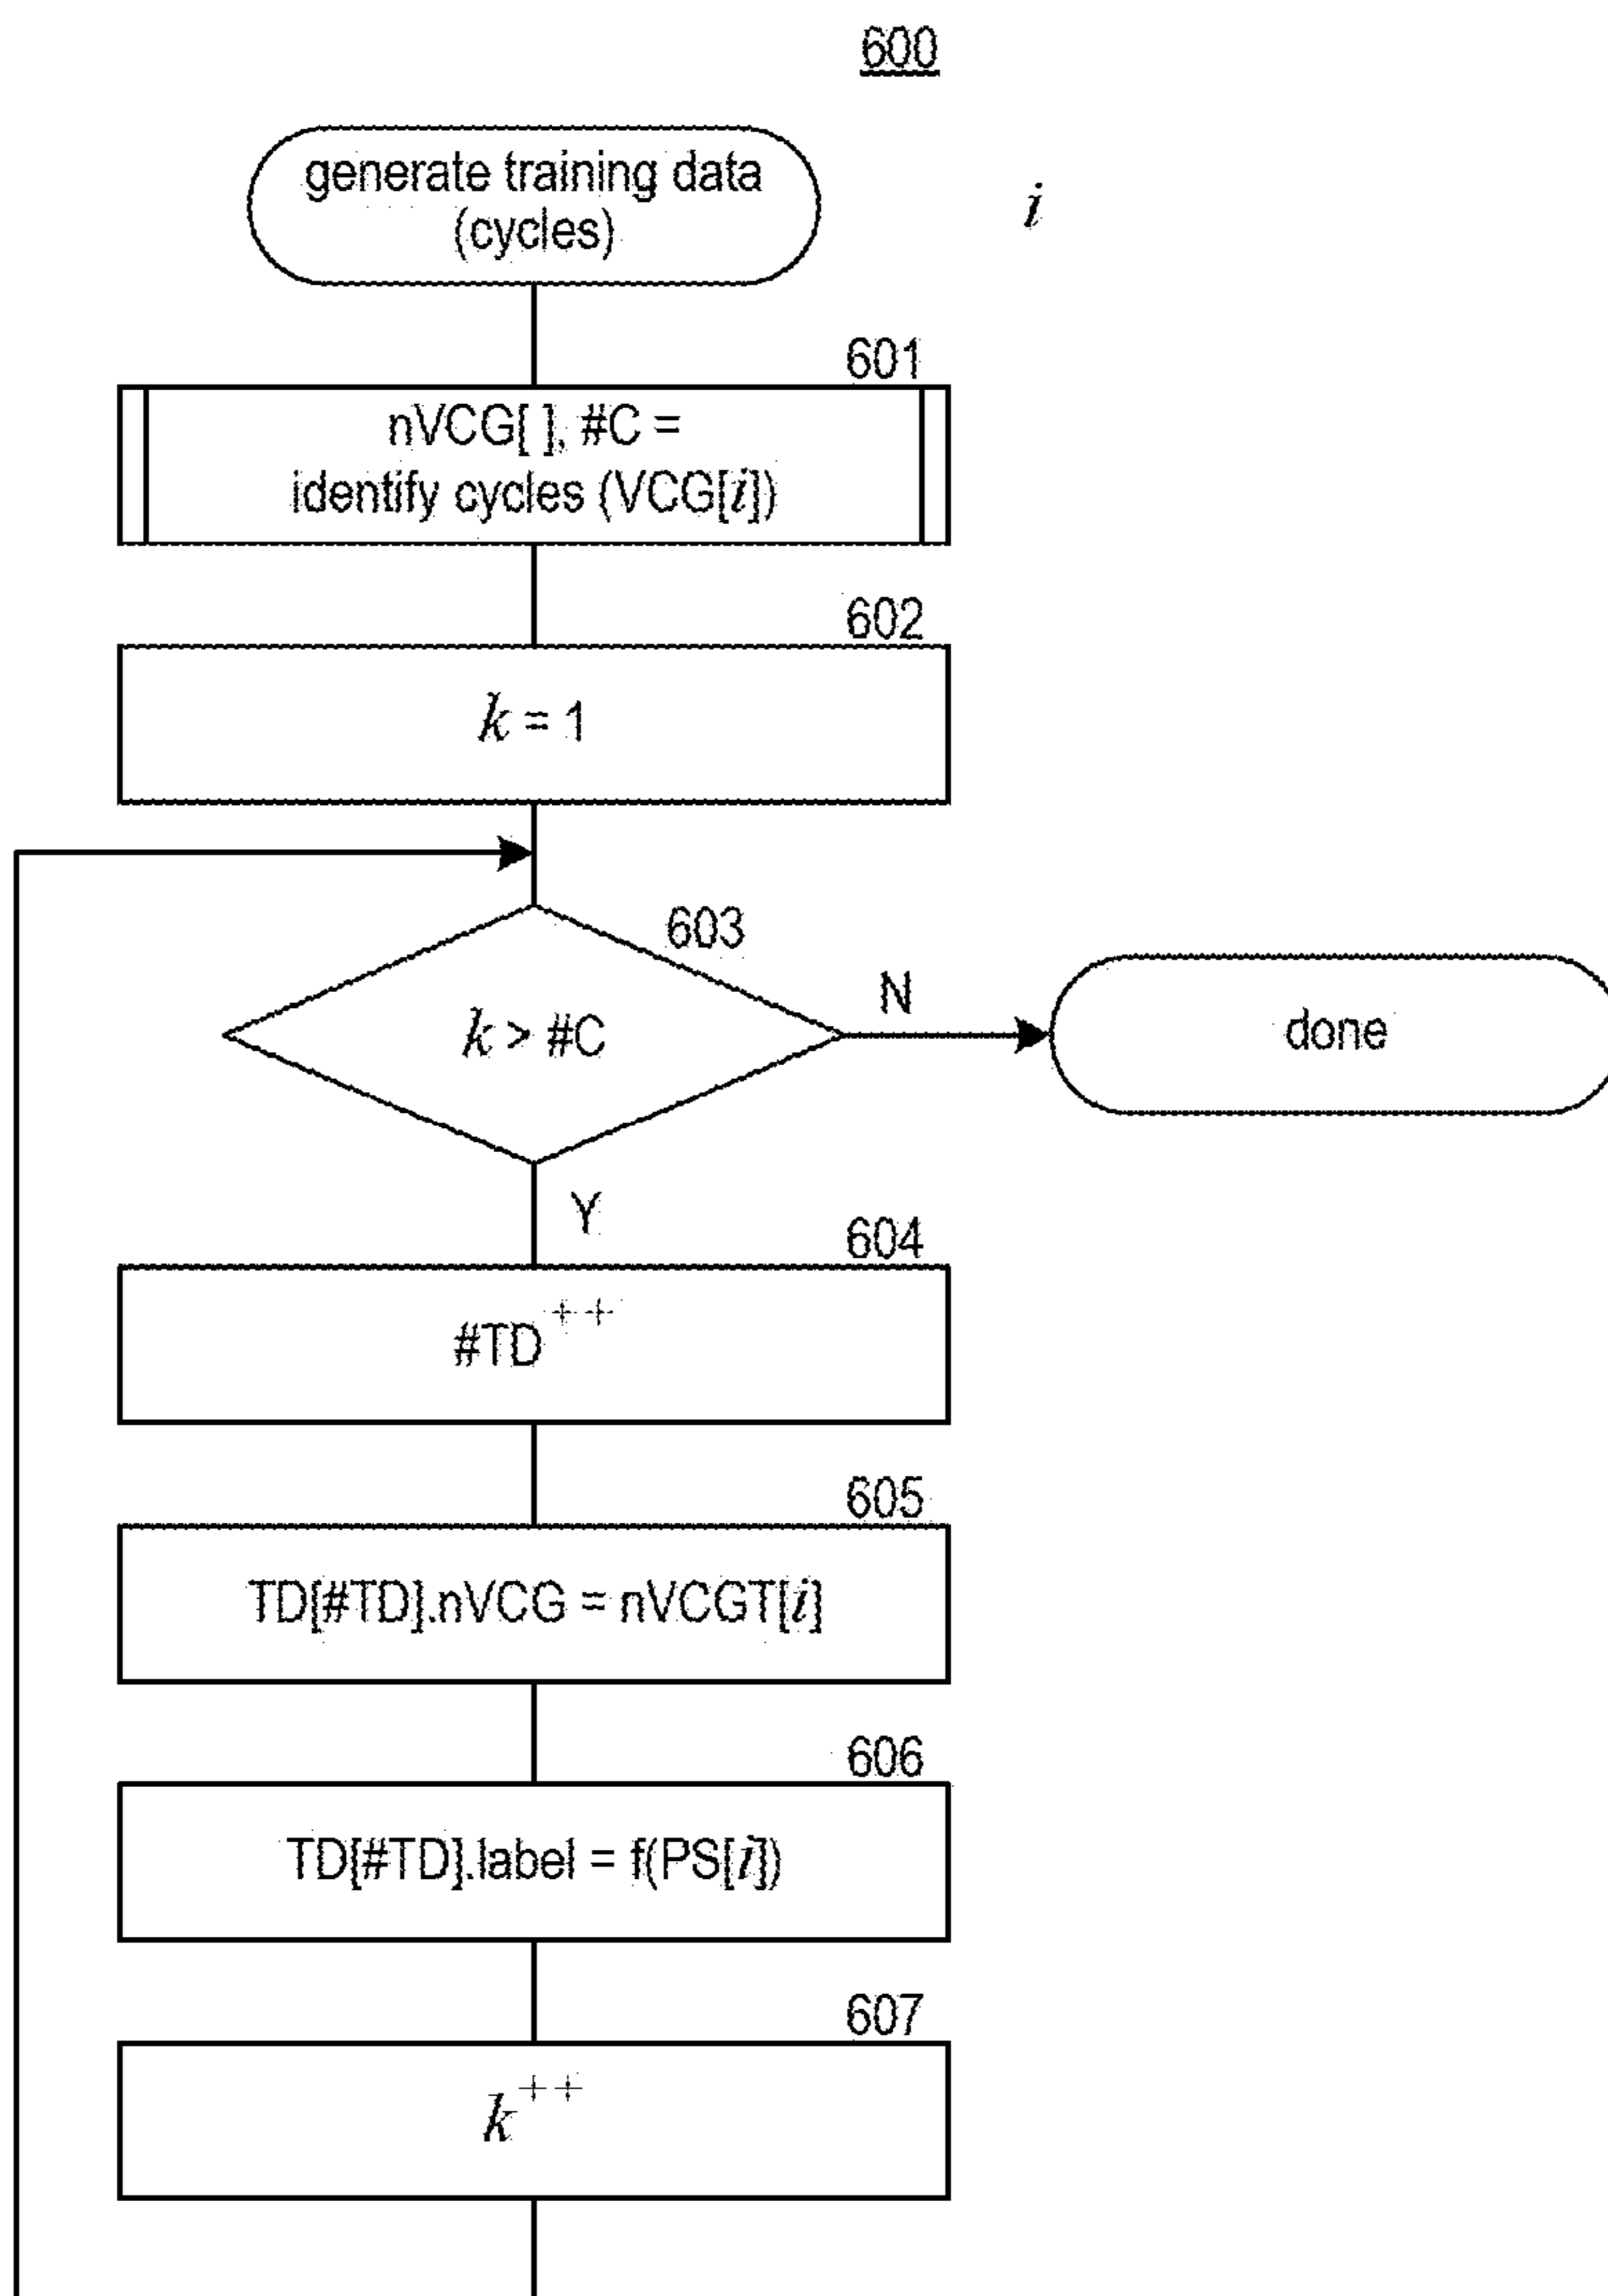 600
generate training data
(cycles)
i
601
nVCG[ ], #C =
identify cycles (VCG[i])
602
k = 1
603
k > #C
N
done
Y
604
#TD++
605
TD[#TD].nVCG = nVCGT[i]
606
TD[#TD].label = f(PS[i])
607
k++